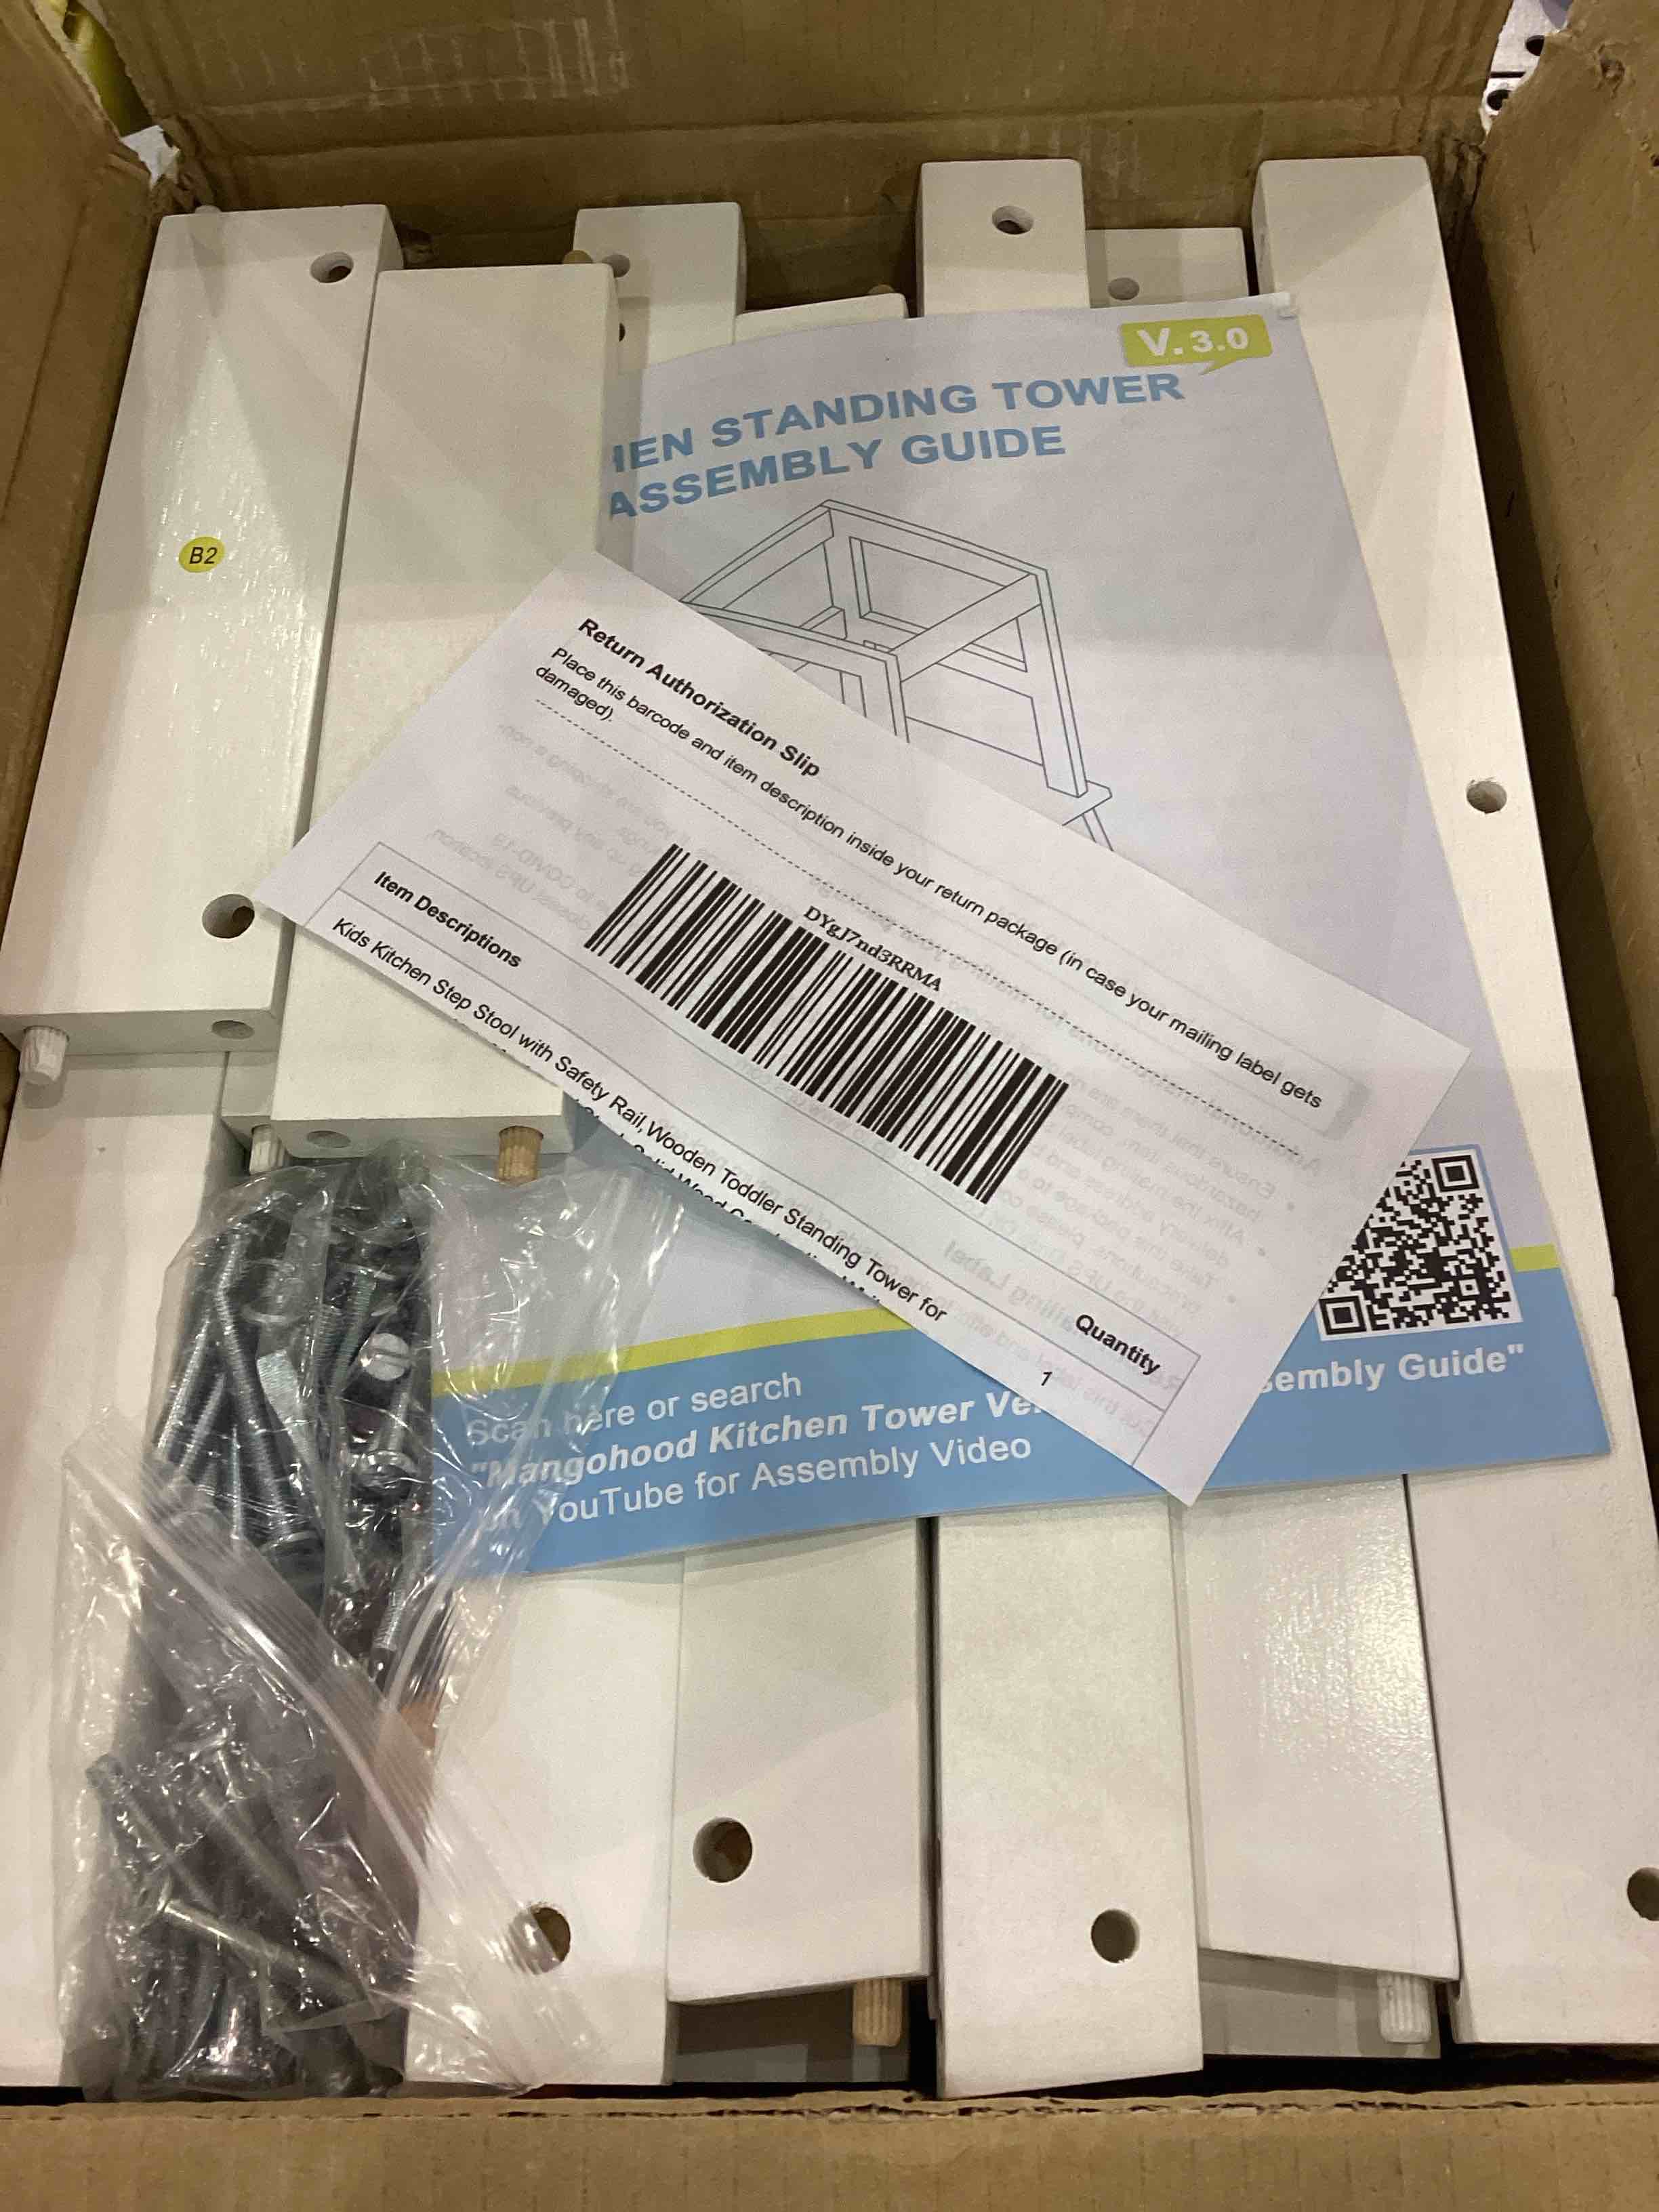 V.3.0
HEN STANDING TOWER
ASSEMBLY GUIDE
B2
Return Authorization Slip
Place this barcode and item description inside your return package (in case your mailing label gets
damaged).
DYgJ7nd3RRMA
Item Descriptions
Quantity
Kids Kitchen Step Stool with Safety Rail,Wooden Toddler Standing Tower for
1
Scan here or search
"Mangohood Kitchen Tower Ve
sembly Guide"
on YouTube for Assembly Video